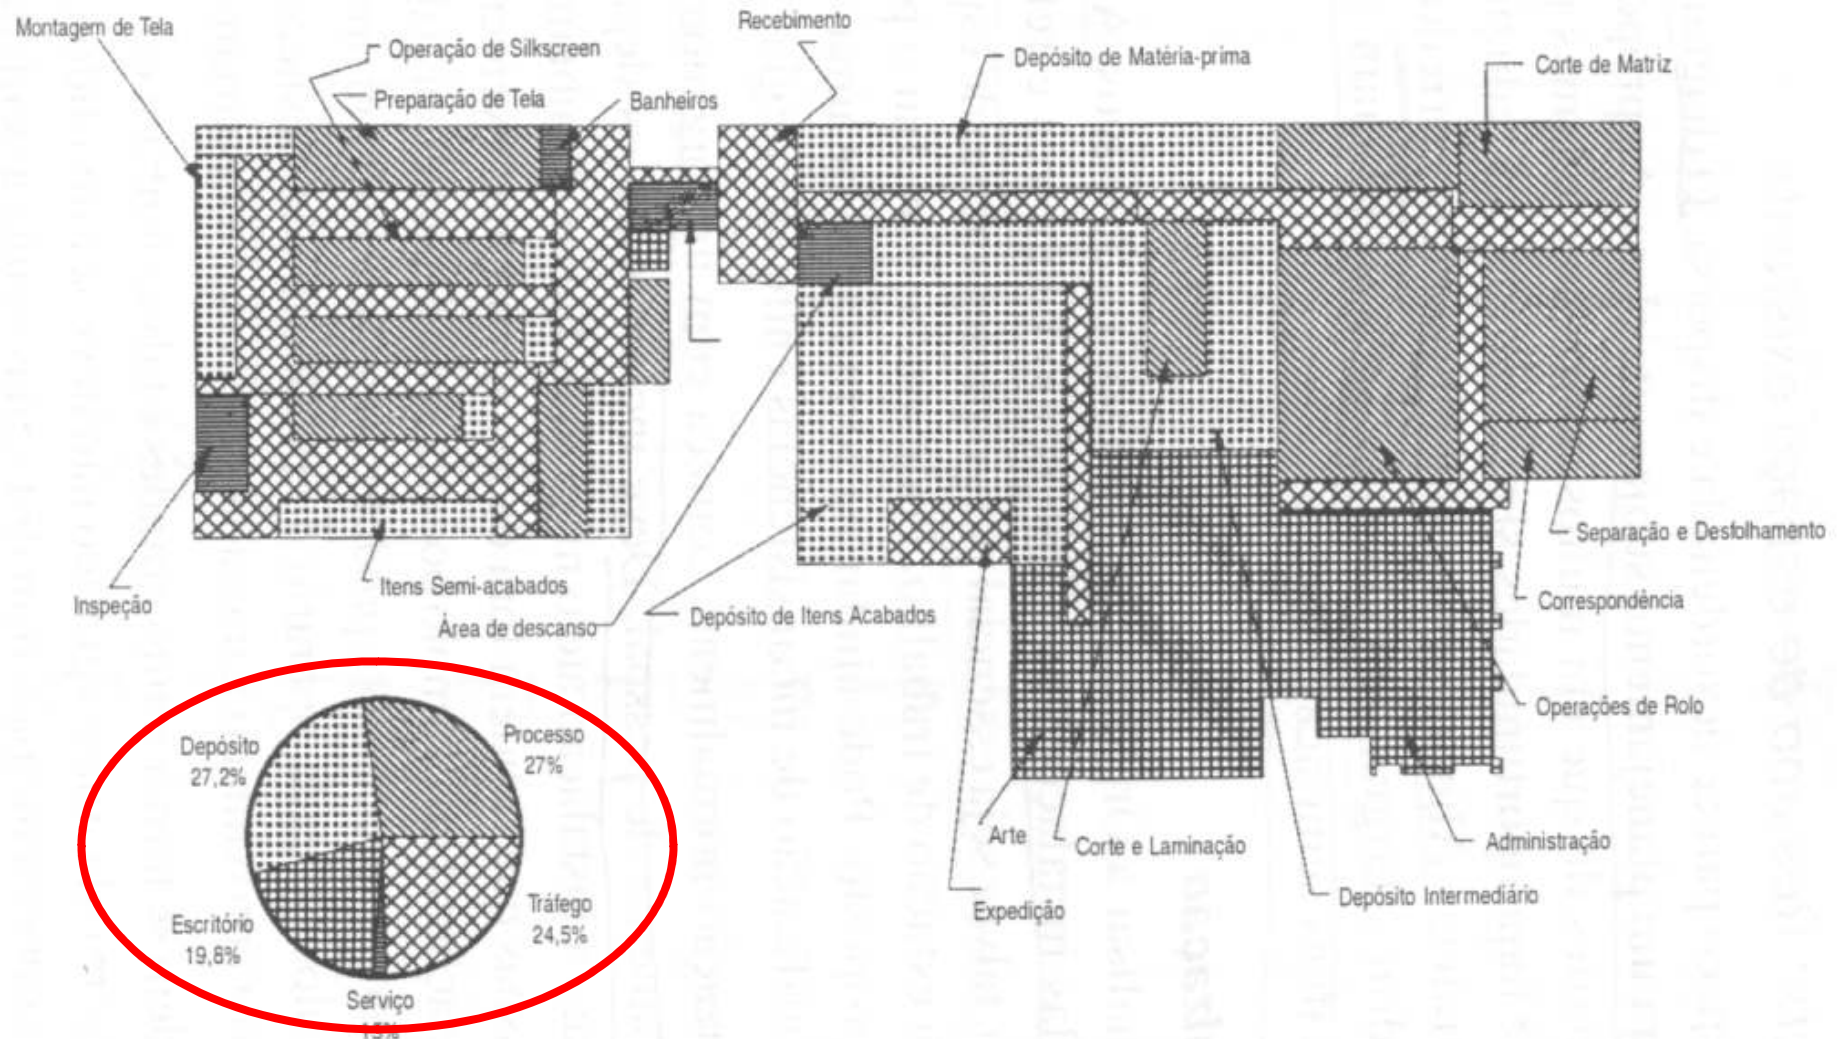 Montagem de Tela
Operação de Silkscreen
Preparação de Tela
Banheiros
Recebimento
Depósito de Matéria-prima
Corte de Matriz
Inspeção
Itens Semi-acabados
Área de descanso
Depósito de Itens Acabados
Separação e Desfolhamento
Correspondência
Operações de Rolo
Administração
Depósito Intermediário
Corte e Laminação
Arte
Expedição
Depósito
27,2%
Processo
27%
Tráfego
24,5%
Escritório
19,8%
Serviço